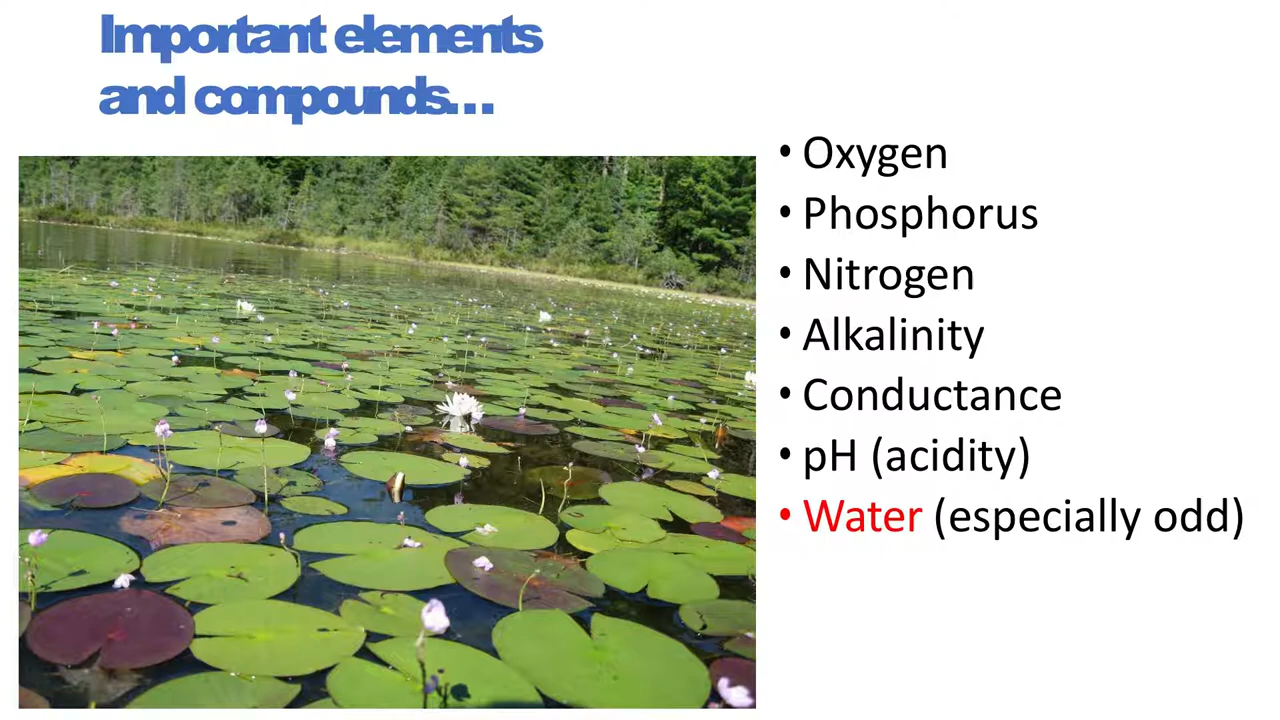 Important elements
and compounds...
• Oxygen
• Phosphorus
• Nitrogen
• Alkalinity
• Conductance
• pH (acidity)
• Water (especially odd)